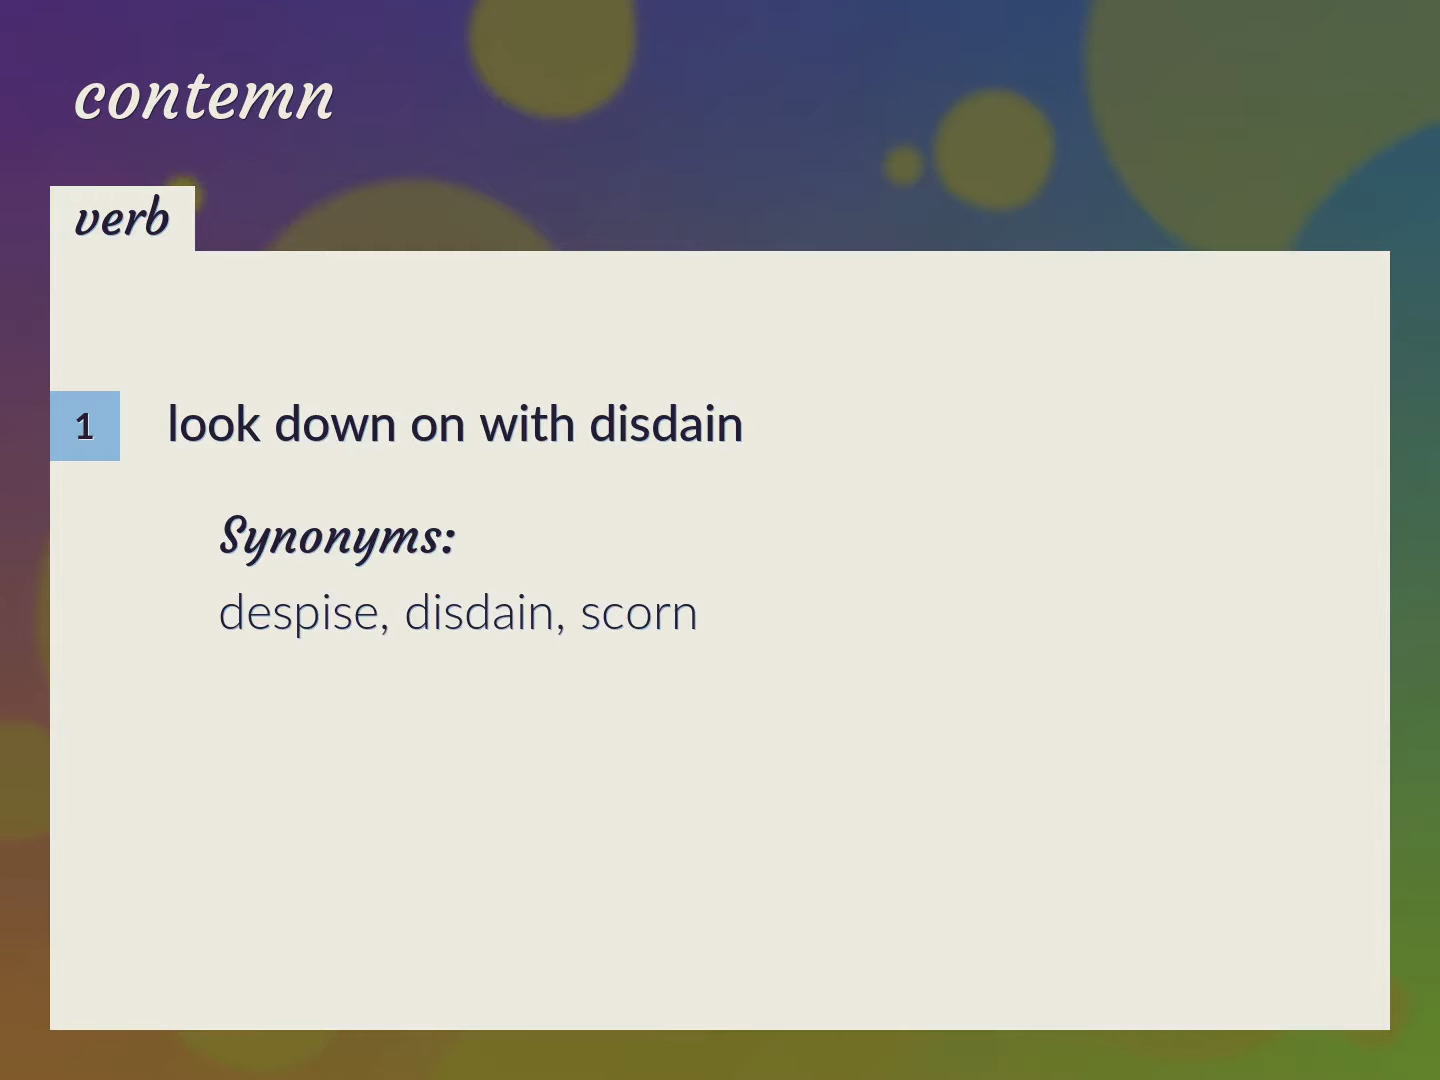 contemn
verb
1 look down on with disdain
Synonyms:
despise, disdain, scorn